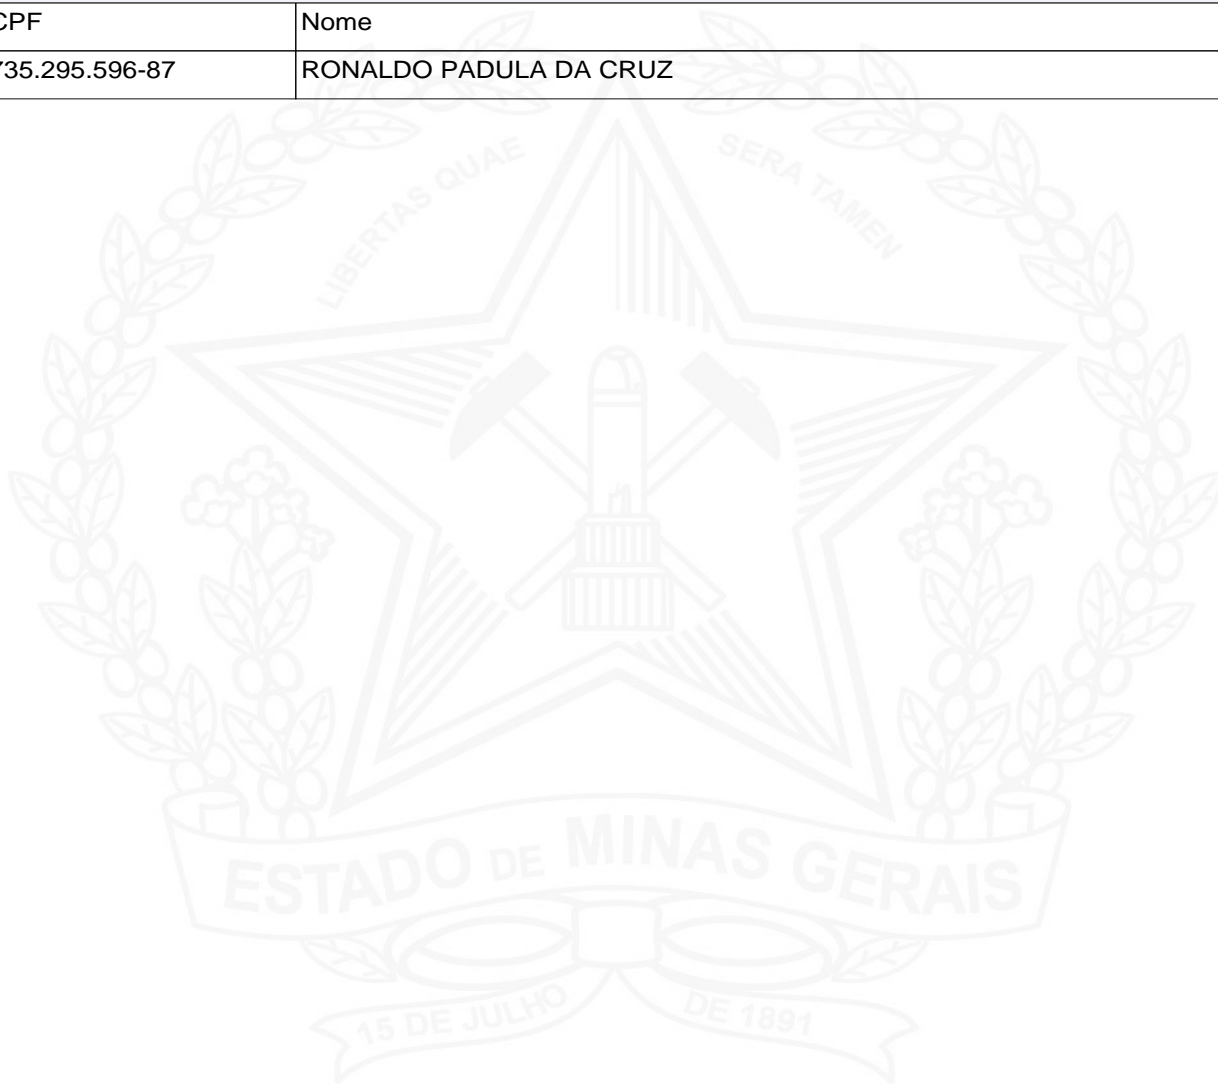 CPF Nome
735.295.596-87 RONALDO PADULA DA CRUZ
LIBERTAS QUAE SERA TAMEN
ESTADO DE MINAS GERAIS
15 DE JULHO DE 1891